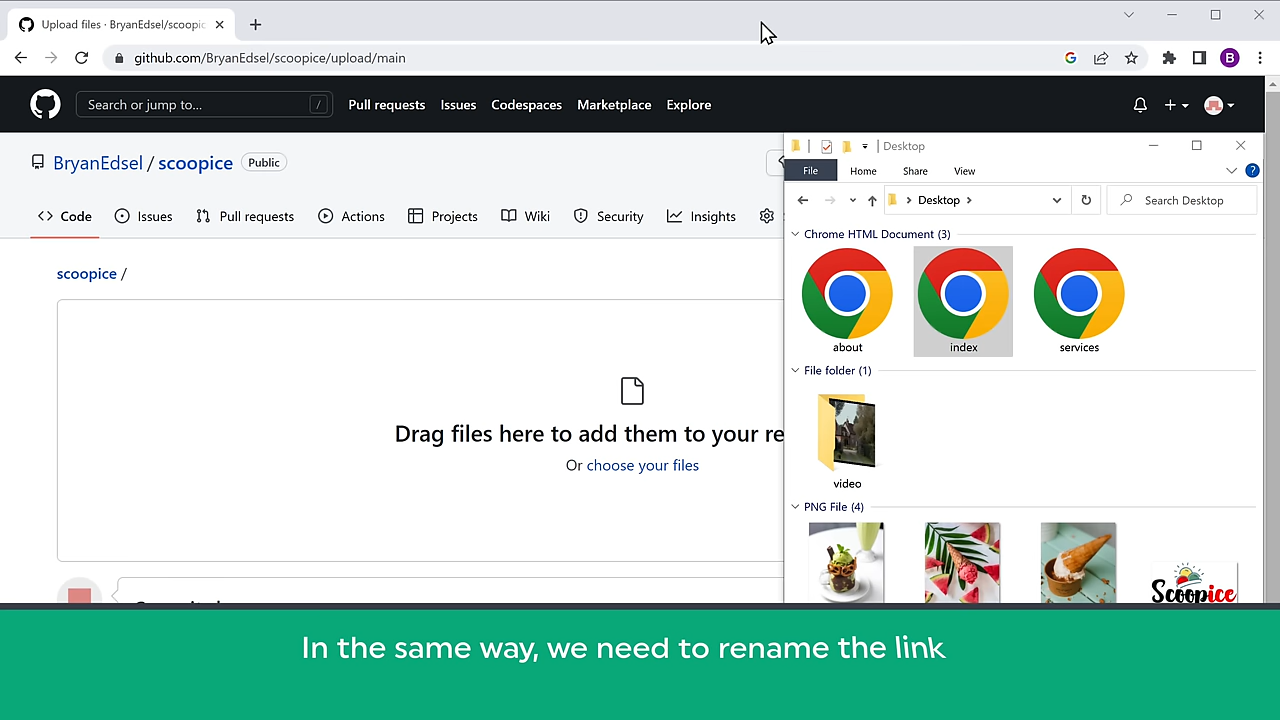 Upload files · BryanEdsel/scoopic
github.com/BryanEdsel/scoopice/upload/main
B
Search or jump to...
/
Pull requests
Issues
Codespaces
Marketplace
Explore
BryanEdsel / scoopice
Public
Code
Issues
Pull requests
Actions
Projects
Wiki
Security
Insights
scoopice /
Drag files here to add them to your re
Or choose your files
Desktop
File
Home
Share
View
?
Desktop
Search Desktop
Chrome HTML Document (3)
about
index
services
File folder (1)
video
PNG File (4)
Scoopice
In the same way, we need to rename the link